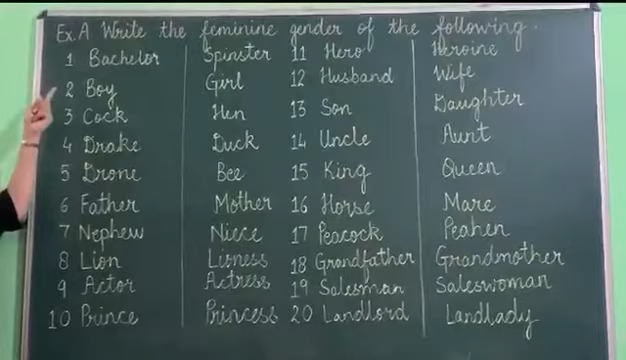 Ex.A Write the feminine gender of the following.
1 Bachelor Spinster 11 Hero Heroine
2 Boy Girl 12 Husband Wife
3 Cock Hen 13 Son Daughter
4 Drake Duck 14 Uncle Aunt
5 Drone Bee 15 King Queen
6 Father Mother 16 Horse Mare
7 Nephew Niece 17 Peacock Peahen
8 Lion Lioness 18 Grandfather Grandmother
9 Actor Actress 19 Salesman Saleswoman
10 Prince Princess 20 Landlord Landlady